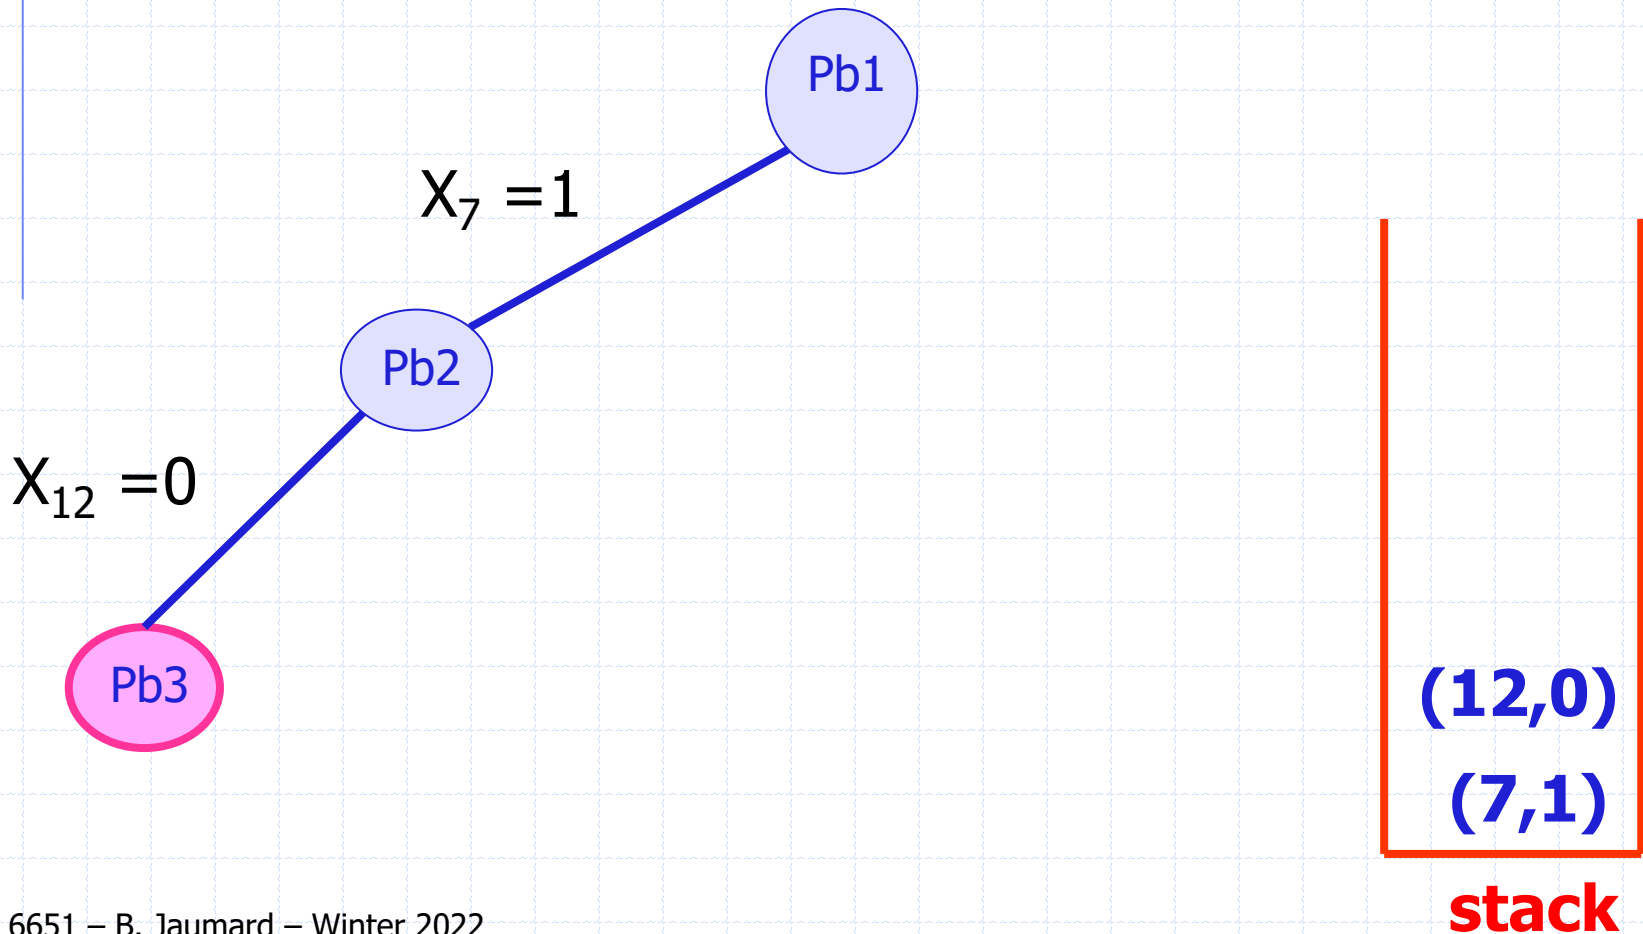 Pb1
X₇ =1
Pb2
X₁₂ =0
Pb3
(12,0)
(7,1)
stack
6651 – B. Jaumard – Winter 2022